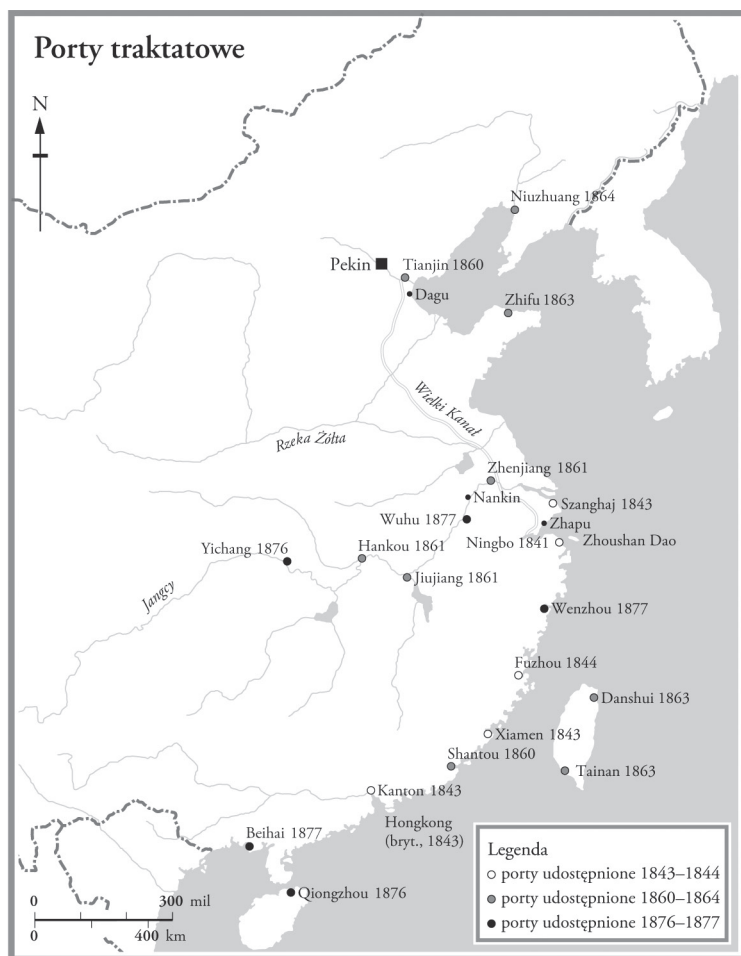 Porty traktatowe
N
Niuzhuang 1864
Pekin
Tianjin 1860
Dagu
Zhifu 1863
Wielki Kanał
Rzeka Żółta
Zhenjiang 1861
Nankin
Szanghaj 1843
Wuhu 1877
Zhapu
Ningbo 1841
Zhoushan Dao
Yichang 1876
Hankou 1861
Jiujiang 1861
Jangcy
Wenzhou 1877
Fuzhou 1844
Danshui 1863
Xiamen 1843
Shantou 1860
Tainan 1863
Kanton 1843
Hongkong
(bryt., 1843)
Beihai 1877
Qiongzhou 1876
Legenda
porty udostępnione 1843–1844
porty udostępnione 1860–1864
porty udostępnione 1876–1877
0 300 mil
0 400 km